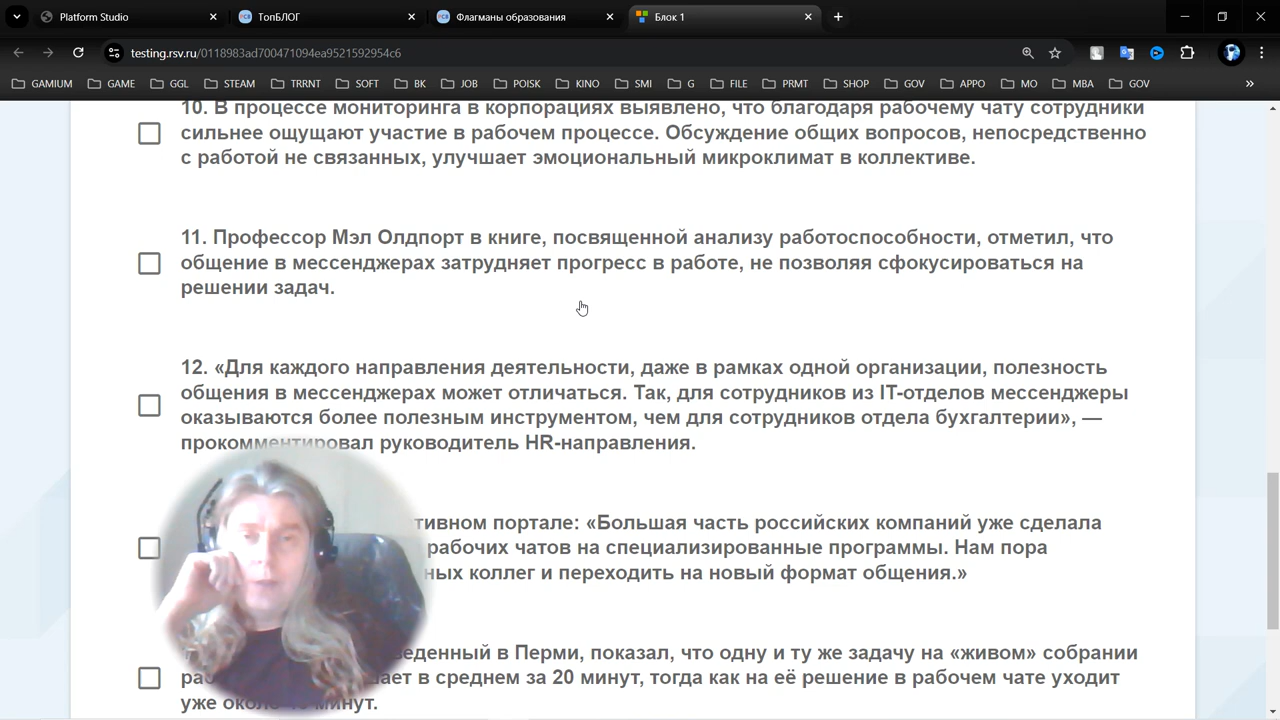 Platform Studio
ТопБЛОГ
Флагманы образования
Блок 1
testing.rsv.ru/0118983ad700471094ea9521592954c6
GAMIUM
GAME
GGL
STEAM
TRRNT
SOFT
BK
JOB
POISK
KINO
SMI
G
FILE
PRMT
SHOP
GOV
APPO
MO
MBA
GOV
10. В процессе мониторинга в корпорациях выявлено, что благодаря рабочему чату сотрудники
сильнее ощущают участие в рабочем процессе. Обсуждение общих вопросов, непосредственно
с работой не связанных, улучшает эмоциональный микроклимат в коллективе.
11. Профессор Мэл Олдпорт в книге, посвященной анализу работоспособности, отметил, что
общение в мессенджерах затрудняет прогресс в работе, не позволяя сфокусироваться на
решении задач.
12. «Для каждого направления деятельности, даже в рамках одной организации, полезность
общения в мессенджерах может отличаться. Так, для сотрудников из IT-отделов мессенджеры
оказываются более полезным инструментом, чем для сотрудников отдела бухгалтерии», —
прокомментировал руководитель HR-направления.
тивном портале: «Большая часть российских компаний уже сделала
рабочих чатов на специализированные программы. Нам пора
ных коллег и переходить на новый формат общения.»
веденный в Перми, показал, что одну и ту же задачу на «живом» собрании
в среднем за 20 минут, тогда как на её решение в рабочем чате уходит
уже минут.